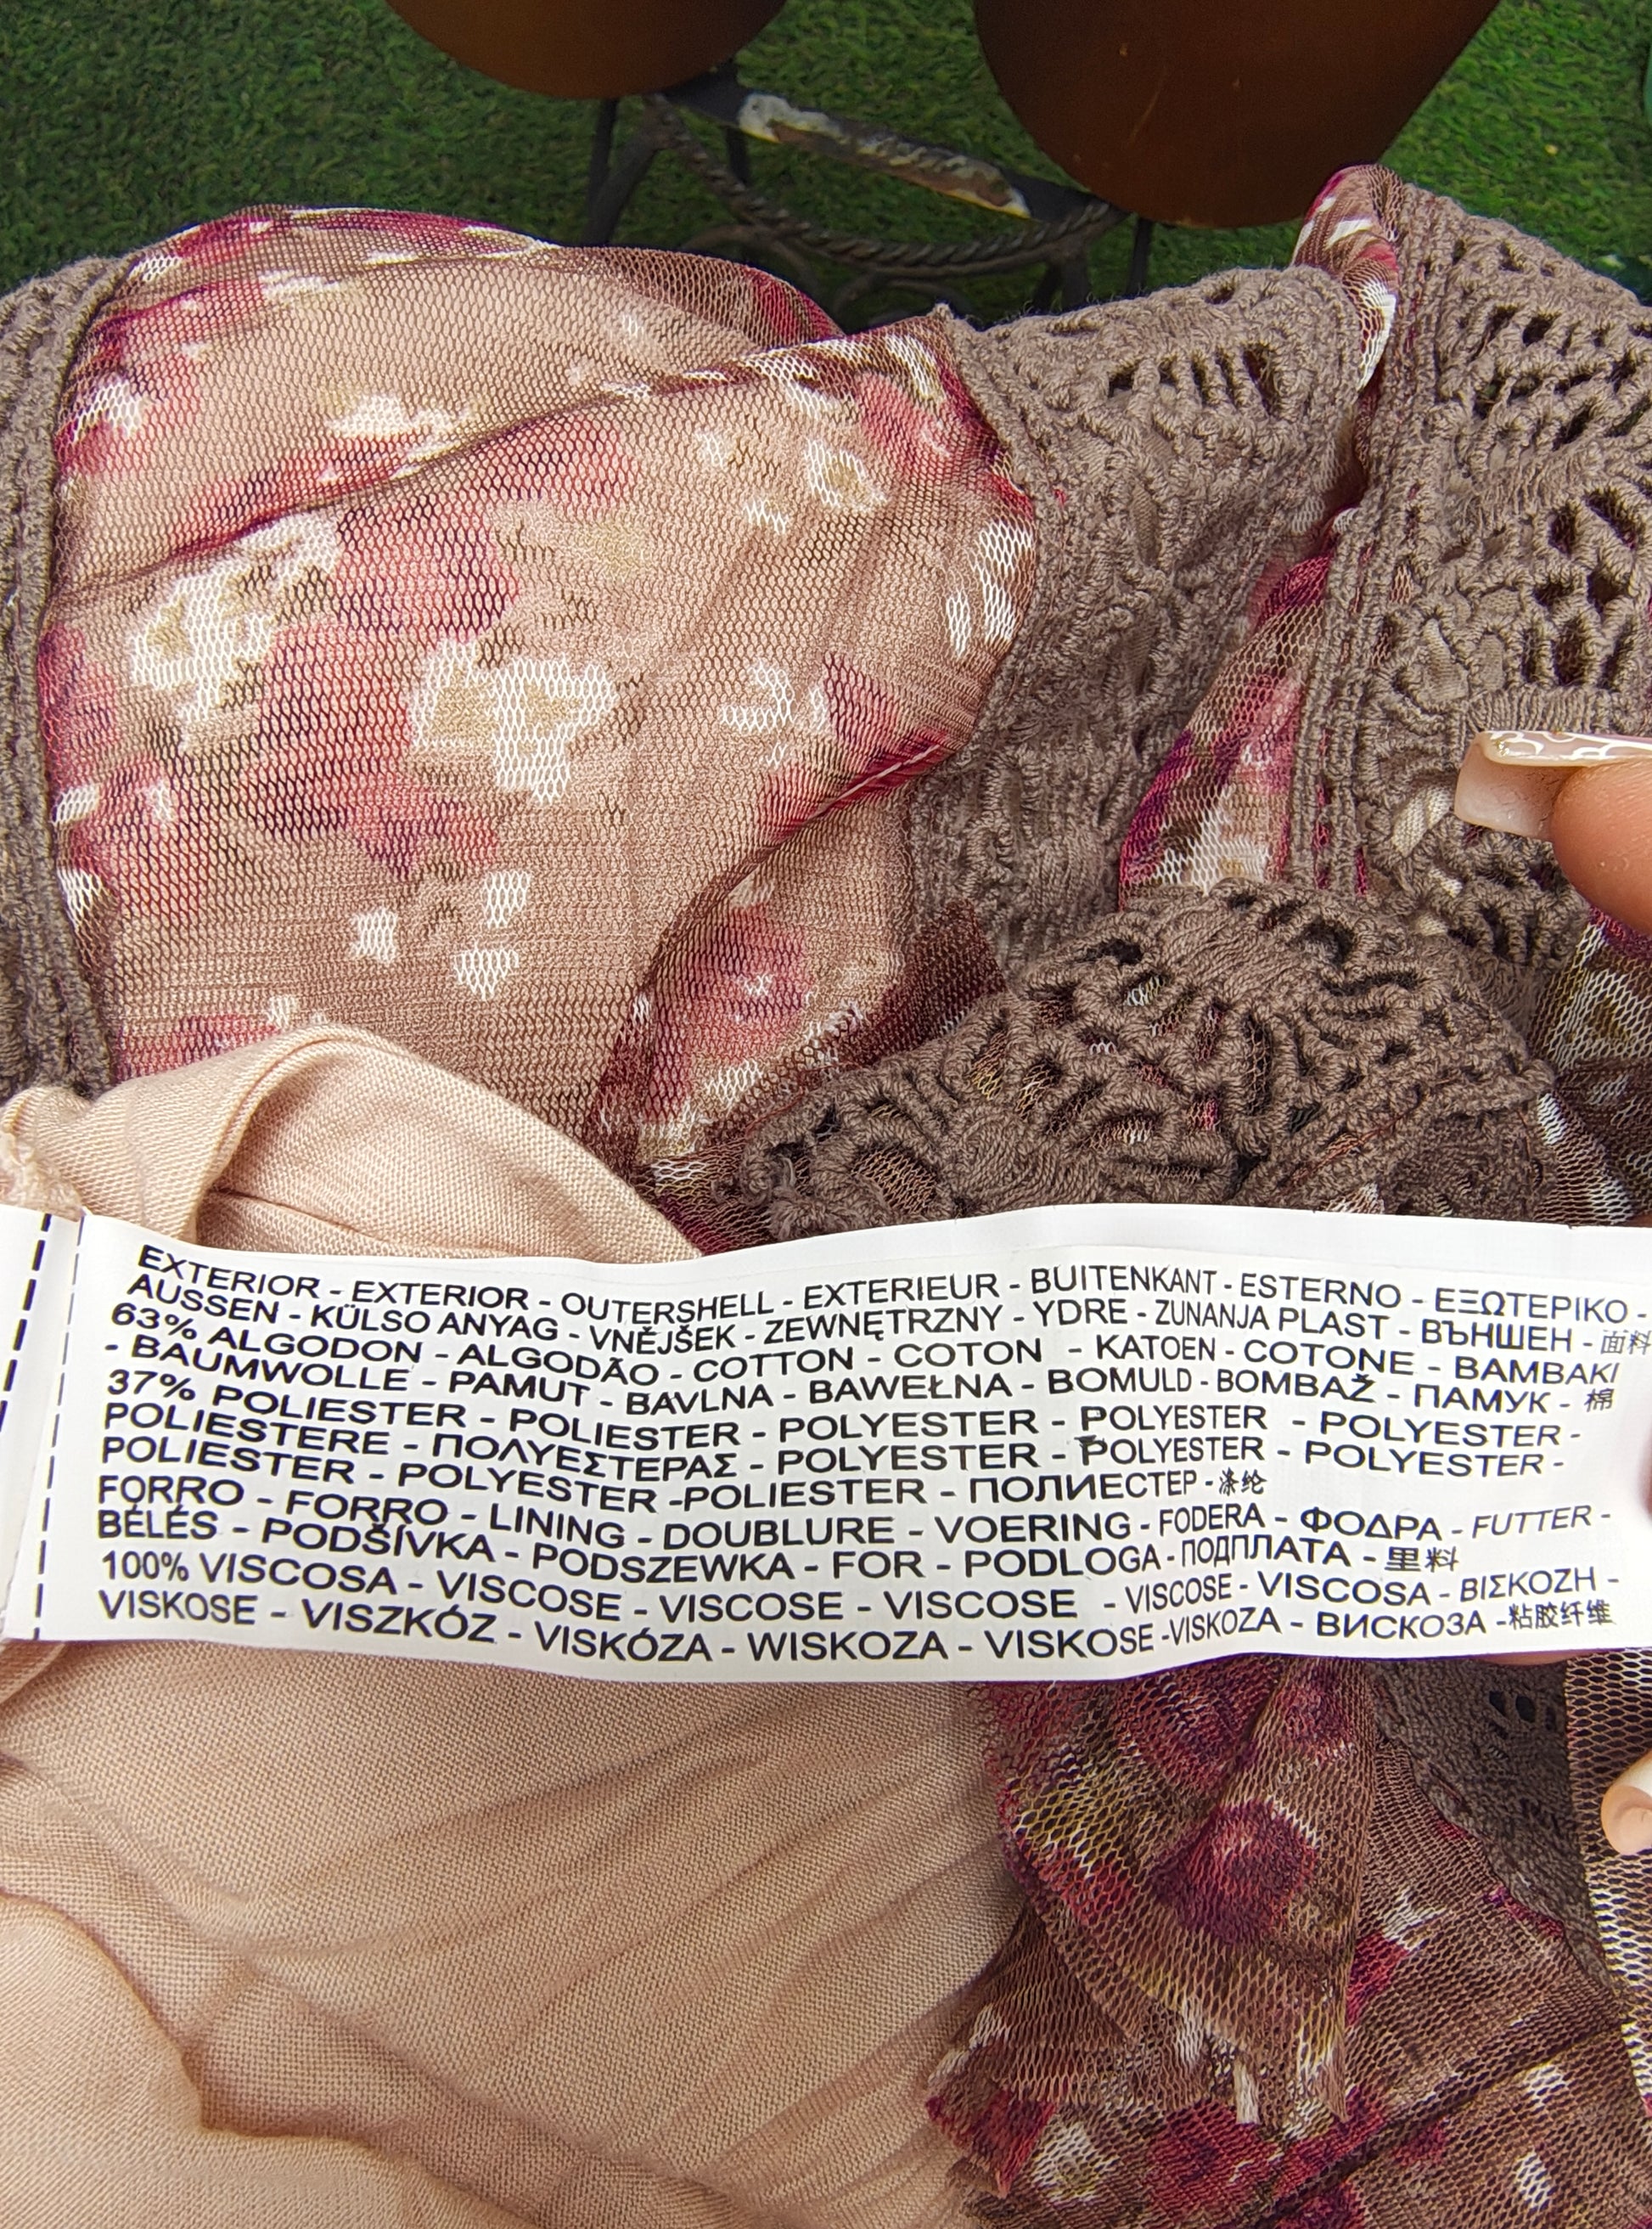 EXTERIOR - EXTERIOR - OUTERSHELL - EXTERIEUR - BUITENKANT - ESTERNO - ΕΞΩΤΕΡΙΚΟ -
AUSSEN - KÜLSO ANYAG - VNĚJŠEK - ZEWNĘTRZNY - YDRE - ZUNANJA PLAST - ВЪНШЕН - 面料
63% ALGODON - ALGODÃO - COTTON - COTON - KATOEN - COTONE - BAMBAKI
- BAUMWOLLE - PAMUT - BAVLNA - BAWEŁNA - BOMULD - BOMBAŽ - ПАМУК - 棉
37% POLIESTER - POLIESTER - POLYESTER - POLYESTER - POLYESTER -
POLIESTERE - ΠΟΛΥΕΣΤΕΡΑΣ - POLYESTER - POLYESTER - POLYESTER -
POLIESTER - POLYESTER -POLIESTER - ПОЛИЕСТЕР - 涤纶
FORRO - FORRO - LINING - DOUBLURE - VOERING - FODERA - ΦΟΔΡΑ - FUTTER -
BÉLÉS - PODŠÍVKA - PODSZEWKA - FOR - PODLOGA - ПОДПЛАТА - 里料
100% VISCOSA - VISCOSE - VISCOSE - VISCOSE - VISCOSE - VISCOSA - ΒΙΣΚΟΖΗ -
VISKOSE - VISZKÓZ - VISKÓZA - WISKOZA - VISKOSE -VISKOZA - ВИСКОЗА -粘胶纤维